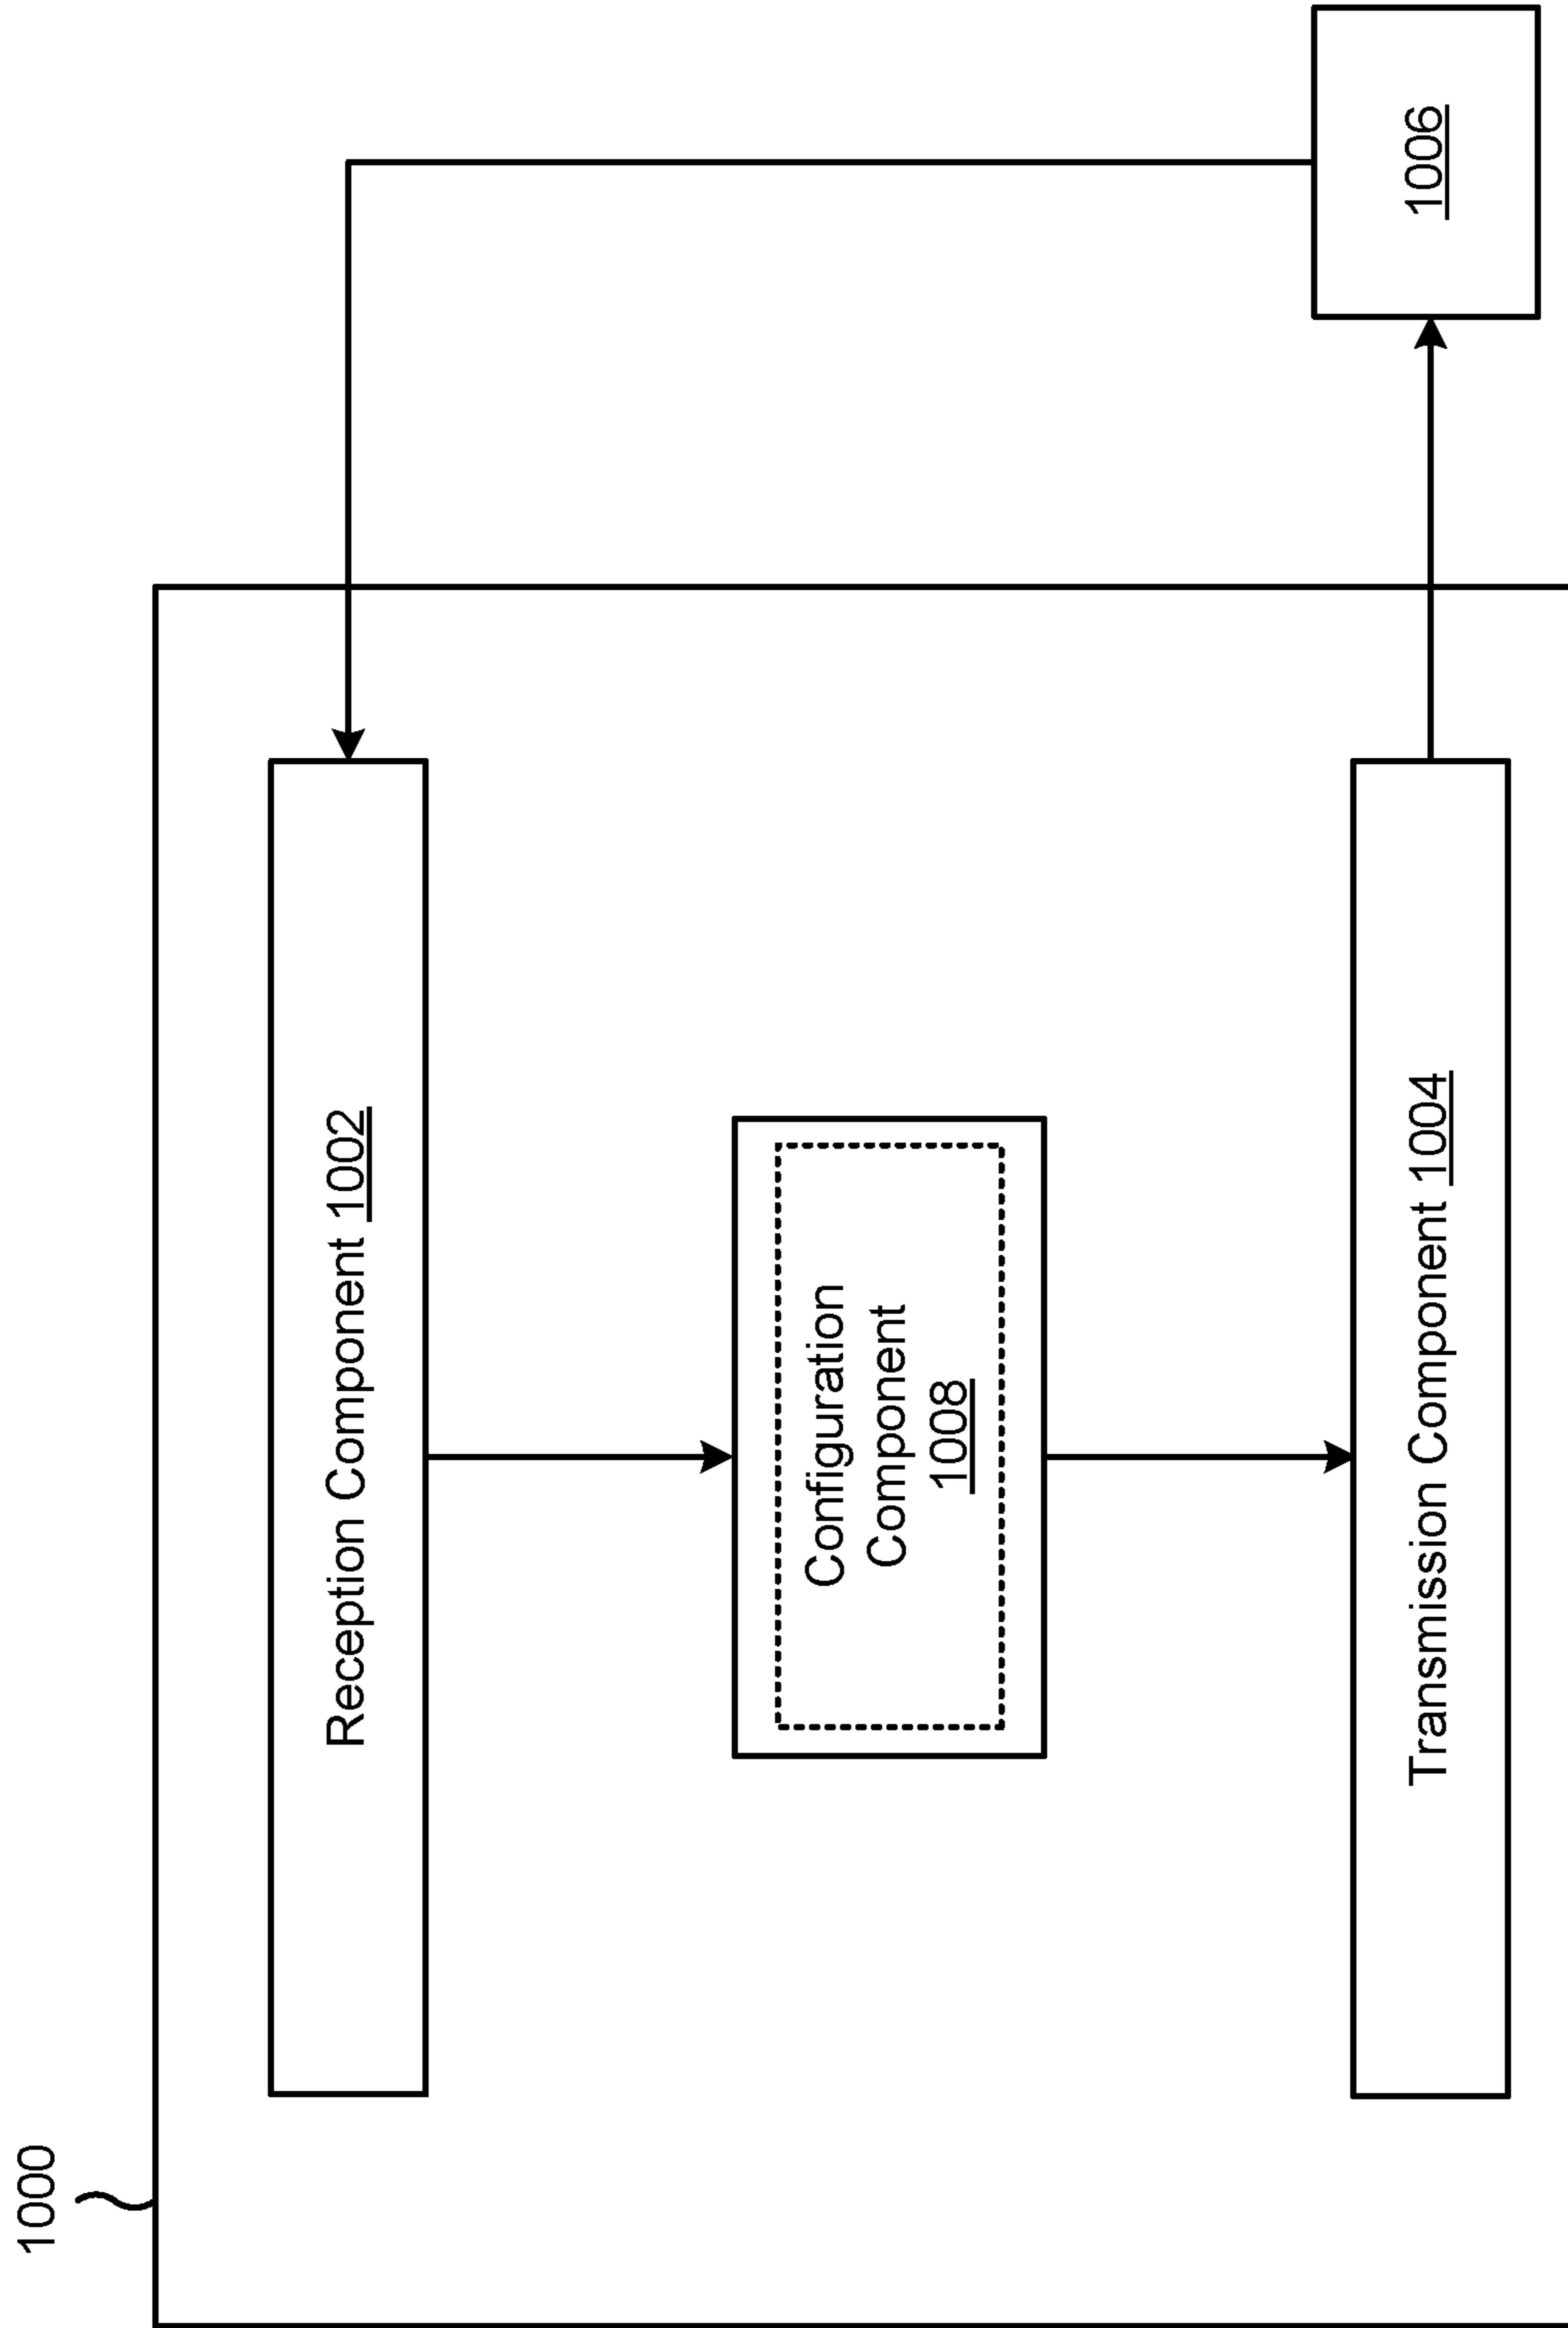 1000
Reception Component 1002
Configuration
Component
1008
Transmission Component 1004
1006